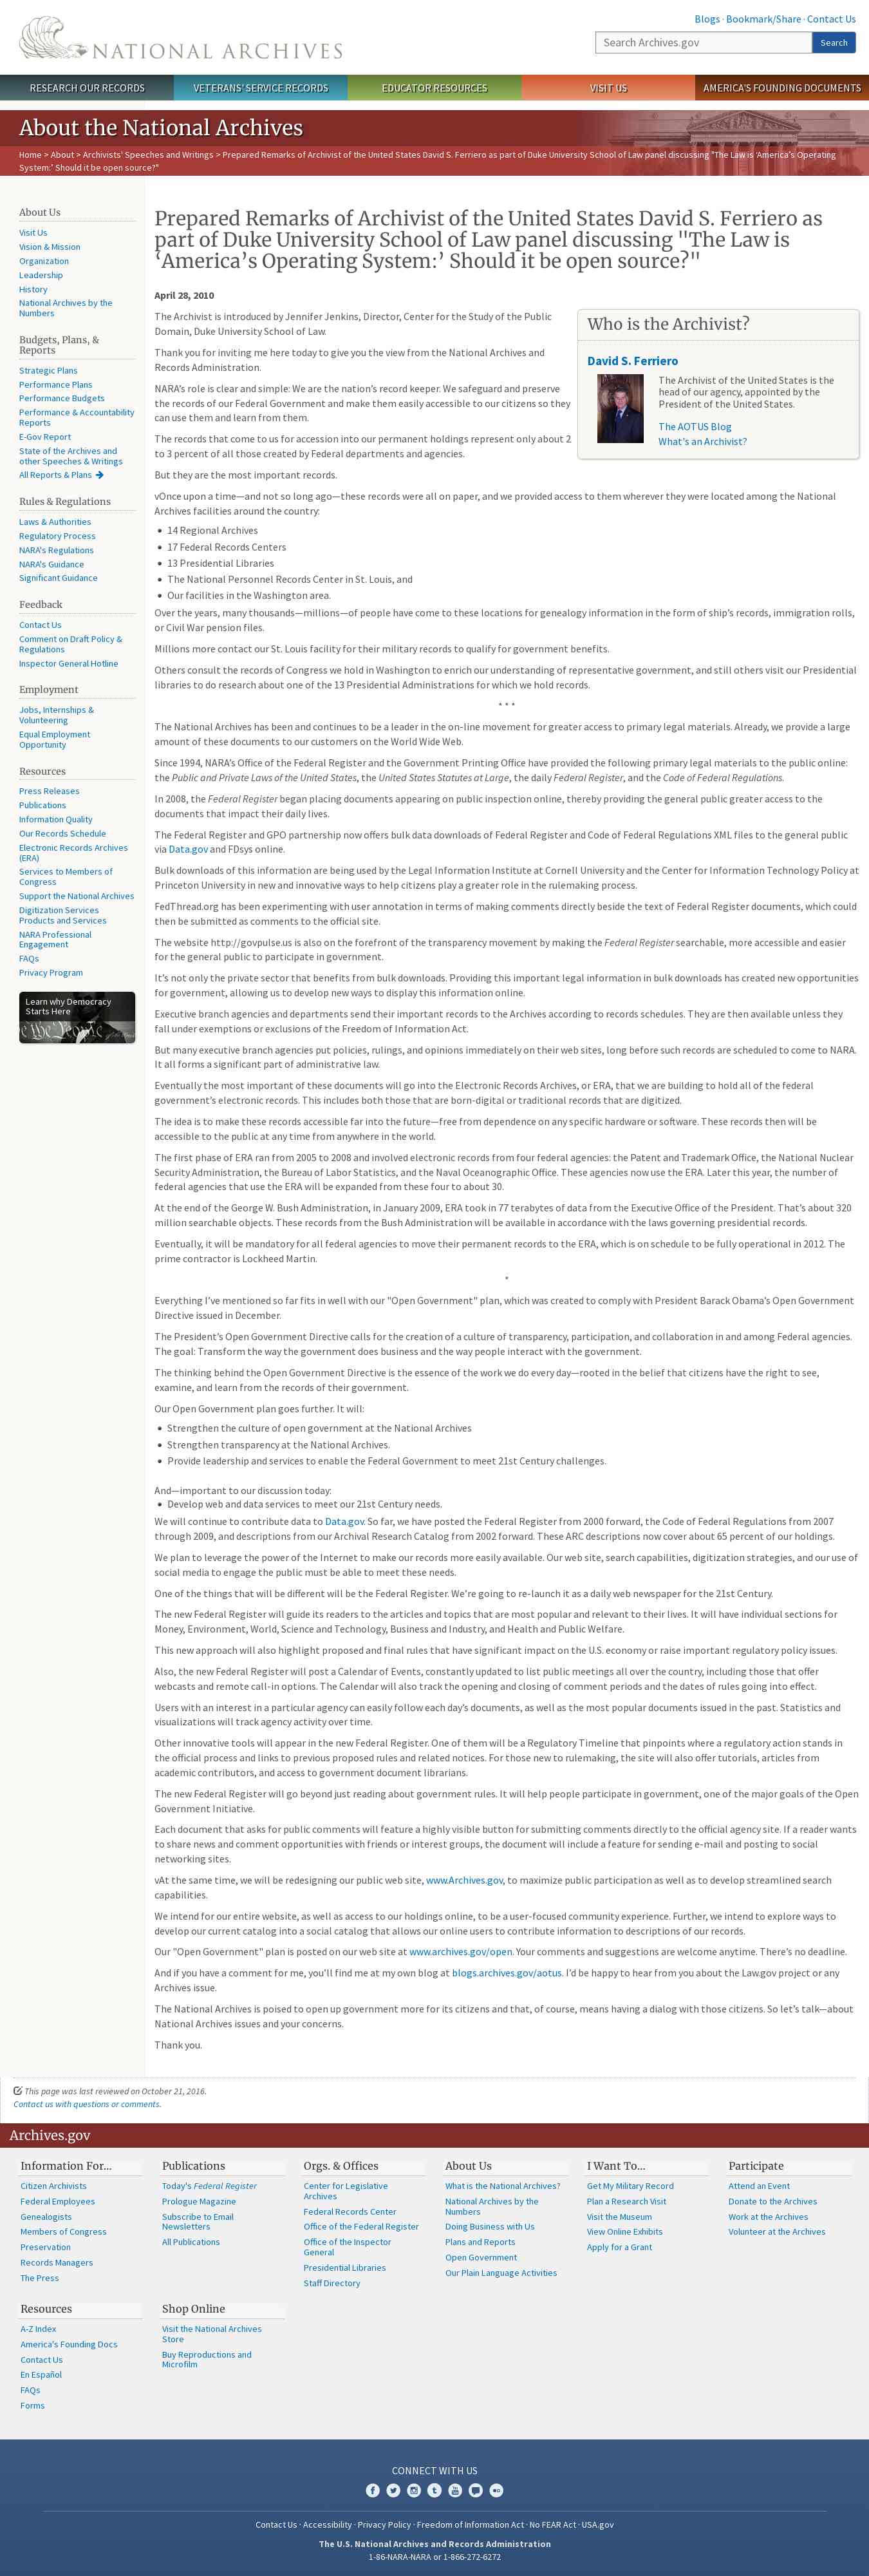 Blogs · Bookmark/Share · Contact Us
NATIONAL ARCHIVES
Search Archives.gov
Search
RESEARCH OUR RECORDS
VETERANS' SERVICE RECORDS
EDUCATOR RESOURCES
VISIT US
AMERICA'S FOUNDING DOCUMENTS
About the National Archives
Home > About > Archivists' Speeches and Writings > Prepared Remarks of Archivist of the United States David S. Ferriero as part of Duke University School of Law panel discussing "The Law is 'America's Operating
System:' Should it be open source?"
About Us
Visit Us
Vision & Mission
Organization
Leadership
History
National Archives by the
Numbers
Budgets, Plans, &
Reports
Strategic Plans
Performance Plans
Performance Budgets
Performance & Accountability
Reports
E-Gov Report
State of the Archives and
other Speeches & Writings
All Reports & Plans
Rules & Regulations
Laws & Authorities
Regulatory Process
NARA's Regulations
NARA's Guidance
Significant Guidance
Feedback
Contact Us
Comment on Draft Policy &
Regulations
Inspector General Hotline
Employment
Jobs, Internships &
Volunteering
Equal Employment
Opportunity
Resources
Press Releases
Publications
Information Quality
Our Records Schedule
Electronic Records Archives
(ERA)
Services to Members of
Congress
Support the National Archives
Digitization Services
Products and Services
NARA Professional
Engagement
FAQs
Privacy Program
Learn why Democracy
Starts Here
We the People
Prepared Remarks of Archivist of the United States David S. Ferriero as
part of Duke University School of Law panel discussing "The Law is
‘America’s Operating System:’ Should it be open source?"
April 28, 2010
Who is the Archivist?
David S. Ferriero
The Archivist of the United States is the
head of our agency, appointed by the
President of the United States.
The AOTUS Blog
What's an Archivist?
The Archivist is introduced by Jennifer Jenkins, Director, Center for the Study of the Public
Domain, Duke University School of Law.
Thank you for inviting me here today to give you the view from the National Archives and
Records Administration.
NARA’s role is clear and simple: We are the nation’s record keeper. We safeguard and preserve
the records of our Federal Government and make them easily accessible to our citizens so they
can use them and learn from them.
The records that come to us for accession into our permanent holdings represent only about 2
to 3 percent of all those created by Federal departments and agencies.
But they are the most important records.
vOnce upon a time—and not so long ago—these records were all on paper, and we provided access to them wherever they were located among the National
Archives facilities around the country:
• 14 Regional Archives
• 17 Federal Records Centers
• 13 Presidential Libraries
• The National Personnel Records Center in St. Louis, and
• Our facilities in the Washington area.
Over the years, many thousands—millions—of people have come to these locations for genealogy information in the form of ship’s records, immigration rolls,
or Civil War pension files.
Millions more contact our St. Louis facility for their military records to qualify for government benefits.
Others consult the records of Congress we hold in Washington to enrich our understanding of representative government, and still others visit our Presidential
libraries to do research about one of the 13 Presidential Administrations for which we hold records.
* * *
The National Archives has been and continues to be a leader in the on-line movement for greater access to primary legal materials. Already, we provide a large
amount of these documents to our customers on the World Wide Web.
Since 1994, NARA’s Office of the Federal Register and the Government Printing Office have provided the following primary legal materials to the public online:
the Public and Private Laws of the United States, the United States Statutes at Large, the daily Federal Register, and the Code of Federal Regulations.
In 2008, the Federal Register began placing documents appearing on public inspection online, thereby providing the general public greater access to the
documents that impact their daily lives.
The Federal Register and GPO partnership now offers bulk data downloads of Federal Register and Code of Federal Regulations XML files to the general public
via Data.gov and FDsys online.
Bulk downloads of this information are being used by the Legal Information Institute at Cornell University and the Center for Information Technology Policy at
Princeton University in new and innovative ways to help citizens play a greater role in the rulemaking process.
FedThread.org has been experimenting with user annotation in terms of making comments directly beside the text of Federal Register documents, which could
then be submitted as comments to the official site.
The website http://govpulse.us is also on the forefront of the transparency movement by making the Federal Register searchable, more accessible and easier
for the general public to participate in government.
It’s not only the private sector that benefits from bulk downloads. Providing this important legal information in bulk downloads has created new opportunities
for government, allowing us to develop new ways to display this information online.
Executive branch agencies and departments send their important records to the Archives according to records schedules. They are then available unless they
fall under exemptions or exclusions of the Freedom of Information Act.
But many executive branch agencies put policies, rulings, and opinions immediately on their web sites, long before such records are scheduled to come to NARA.
It all forms a significant part of administrative law.
Eventually the most important of these documents will go into the Electronic Records Archives, or ERA, that we are building to hold all of the federal
government’s electronic records. This includes both those that are born-digital or traditional records that are digitized.
The idea is to make these records accessible far into the future—free from dependence on any specific hardware or software. These records then will be
accessible to the public at any time from anywhere in the world.
The first phase of ERA ran from 2005 to 2008 and involved electronic records from four federal agencies: the Patent and Trademark Office, the National Nuclear
Security Administration, the Bureau of Labor Statistics, and the Naval Oceanographic Office. These agencies now use the ERA. Later this year, the number of
federal agencies that use the ERA will be expanded from these four to about 30.
At the end of the George W. Bush Administration, in January 2009, ERA took in 77 terabytes of data from the Executive Office of the President. That’s about 320
million searchable objects. These records from the Bush Administration will be available in accordance with the laws governing presidential records.
Eventually, it will be mandatory for all federal agencies to move their permanent records to the ERA, which is on schedule to be fully operational in 2012. The
prime contractor is Lockheed Martin.
*
Everything I’ve mentioned so far fits in well with our "Open Government" plan, which was created to comply with President Barack Obama’s Open Government
Directive issued in December.
The President’s Open Government Directive calls for the creation of a culture of transparency, participation, and collaboration in and among Federal agencies.
The goal: Transform the way the government does business and the way people interact with the government.
The thinking behind the Open Government Directive is the essence of the work we do every day—rooted in the belief that citizens have the right to see,
examine, and learn from the records of their government.
Our Open Government plan goes further. It will:
• Strengthen the culture of open government at the National Archives
• Strengthen transparency at the National Archives.
• Provide leadership and services to enable the Federal Government to meet 21st Century challenges.
And—important to our discussion today:
• Develop web and data services to meet our 21st Century needs.
We will continue to contribute data to Data.gov. So far, we have posted the Federal Register from 2000 forward, the Code of Federal Regulations from 2007
through 2009, and descriptions from our Archival Research Catalog from 2002 forward. These ARC descriptions now cover about 65 percent of our holdings.
We plan to leverage the power of the Internet to make our records more easily available. Our web site, search capabilities, digitization strategies, and our use of
social media to engage the public must be able to meet these needs.
One of the things that will be different will be the Federal Register. We’re going to re-launch it as a daily web newspaper for the 21st Century.
The new Federal Register will guide its readers to the articles and topics that are most popular and relevant to their lives. It will have individual sections for
Money, Environment, World, Science and Technology, Business and Industry, and Health and Public Welfare.
This new approach will also highlight proposed and final rules that have significant impact on the U.S. economy or raise important regulatory policy issues.
Also, the new Federal Register will post a Calendar of Events, constantly updated to list public meetings all over the country, including those that offer
webcasts and remote call-in options. The Calendar will also track the opening and closing of comment periods and the dates of rules going into effect.
Users with an interest in a particular agency can easily follow each day’s documents, as well as the most popular documents issued in the past. Statistics and
visualizations will track agency activity over time.
Other innovative tools will appear in the new Federal Register. One of them will be a Regulatory Timeline that pinpoints where a regulatory action stands in
the official process and links to previous proposed rules and related notices. For those new to rulemaking, the site will also offer tutorials, articles from
academic contributors, and access to government document librarians.
The new Federal Register will go beyond just reading about government rules. It will help people participate in government, one of the major goals of the Open
Government Initiative.
Each document that asks for public comments will feature a highly visible button for submitting comments directly to the official agency site. If a reader wants
to share news and comment opportunities with friends or interest groups, the document will include a feature for sending e-mail and posting to social
networking sites.
vAt the same time, we will be redesigning our public web site, www.Archives.gov, to maximize public participation as well as to develop streamlined search
capabilities.
We intend for our entire website, as well as access to our holdings online, to be a user-focused community experience. Further, we intend to explore ways to
develop our current catalog into a social catalog that allows our online users to contribute information to descriptions of our records.
Our "Open Government" plan is posted on our web site at www.archives.gov/open. Your comments and suggestions are welcome anytime. There’s no deadline.
And if you have a comment for me, you’ll find me at my own blog at blogs.archives.gov/aotus. I’d be happy to hear from you about the Law.gov project or any
Archives issue.
The National Archives is poised to open up government more for its citizens and that, of course, means having a dialog with those citizens. So let’s talk—about
National Archives issues and your concerns.
Thank you.
This page was last reviewed on October 21, 2016.
Contact us with questions or comments.
Archives.gov
Information For…
Citizen Archivists
Federal Employees
Genealogists
Members of Congress
Preservation
Records Managers
The Press
Publications
Today's Federal Register
Prologue Magazine
Subscribe to Email
Newsletters
All Publications
Orgs. & Offices
Center for Legislative
Archives
Federal Records Center
Office of the Federal Register
Office of the Inspector
General
Presidential Libraries
Staff Directory
About Us
What is the National Archives?
National Archives by the
Numbers
Doing Business with Us
Plans and Reports
Open Government
Our Plain Language Activities
I Want To…
Get My Military Record
Plan a Research Visit
Visit the Museum
View Online Exhibits
Apply for a Grant
Participate
Attend an Event
Donate to the Archives
Work at the Archives
Volunteer at the Archives
Resources
A-Z Index
America's Founding Docs
Contact Us
En Español
FAQs
Forms
Shop Online
Visit the National Archives
Store
Buy Reproductions and
Microfilm
CONNECT WITH US
Contact Us · Accessibility · Privacy Policy · Freedom of Information Act · No FEAR Act · USA.gov
The U.S. National Archives and Records Administration
1-86-NARA-NARA or 1-866-272-6272